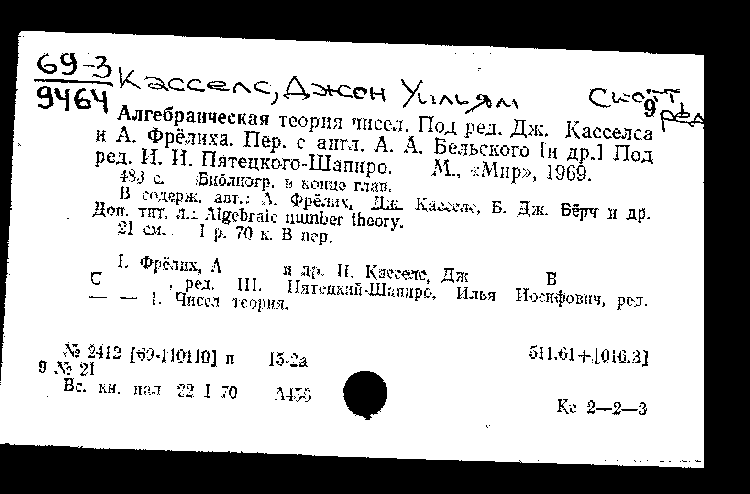 69-3
9464
Касселс, Джон Уильям Скотт, ред
9
Алгебраическая теория чисел. Под ред. Дж. Касселса
и А. Фрёлиха. Пер. с англ. А. А. Бельского [и др.] Под
ред. И. И. Пятецкого-Шапиро. М., «Мир», 1969.
483 с. Библиогр. в конце глав.
В содерж. авт.: А. Фрёлих, Дж. Касселс, Б. Дж. Бёрч и др.
Доп. тит. л.: Algebraic number theory.
21 см. 1 р. 70 к. В пер.
I. Фрёлих, А и др. II. Касселс, Дж В
С , ред. III. Пятецкий-Шапиро, Илья Иосифович, ред.
— — 1. Чисел теория.
№ 2412 [69-110110] п 15-2а 511.61+[016.3]
9 № 21
Вс. кн. пал 22 I 70 А456
Кс 2—2—3